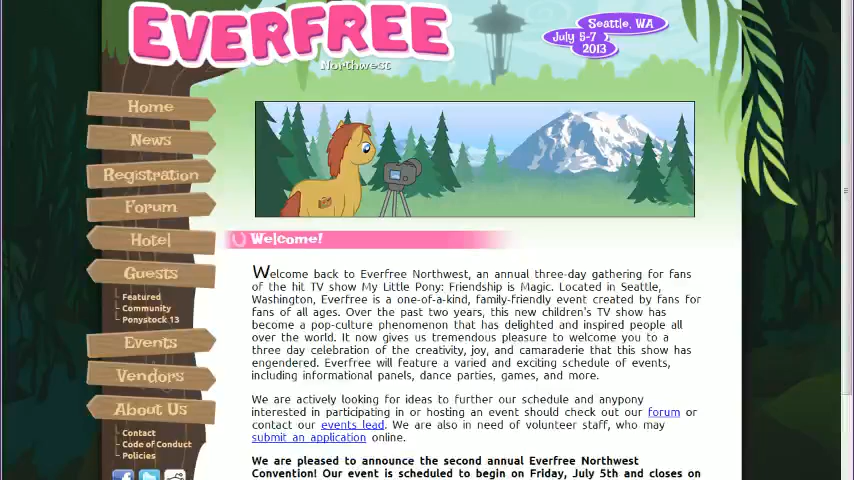 EVERFREE
Northwest
Seattle, WA
July 5-7
2013
Home
News
Registration
Forum
Hotel
Guests
Featured
Community
Ponystock 13
Events
Vendors
About Us
Contact
Code of Conduct
Policies
Welcome!
Welcome back to Everfree Northwest, an annual three-day gathering for fans
of the hit TV show My Little Pony: Friendship is Magic. Located in Seattle,
Washington, Everfree is a one-of-a-kind, family-friendly event created by fans for
fans of all ages. Over the past two years, this new children's TV show has
become a pop-culture phenomenon that has delighted and inspired people all
over the world. It now gives us tremendous pleasure to welcome you to a
three day celebration of the creativity, joy, and camaraderie that this show has
engendered. Everfree will feature a varied and exciting schedule of events,
including informational panels, dance parties, games, and more.
We are actively looking for ideas to further our schedule and anypony
interested in participating in or hosting an event should check out our forum or
contact our events lead. We are also in need of volunteer staff, who may
submit an application online.
We are pleased to announce the second annual Everfree Northwest
Convention! Our event is scheduled to begin on Friday, July 5th and closes on